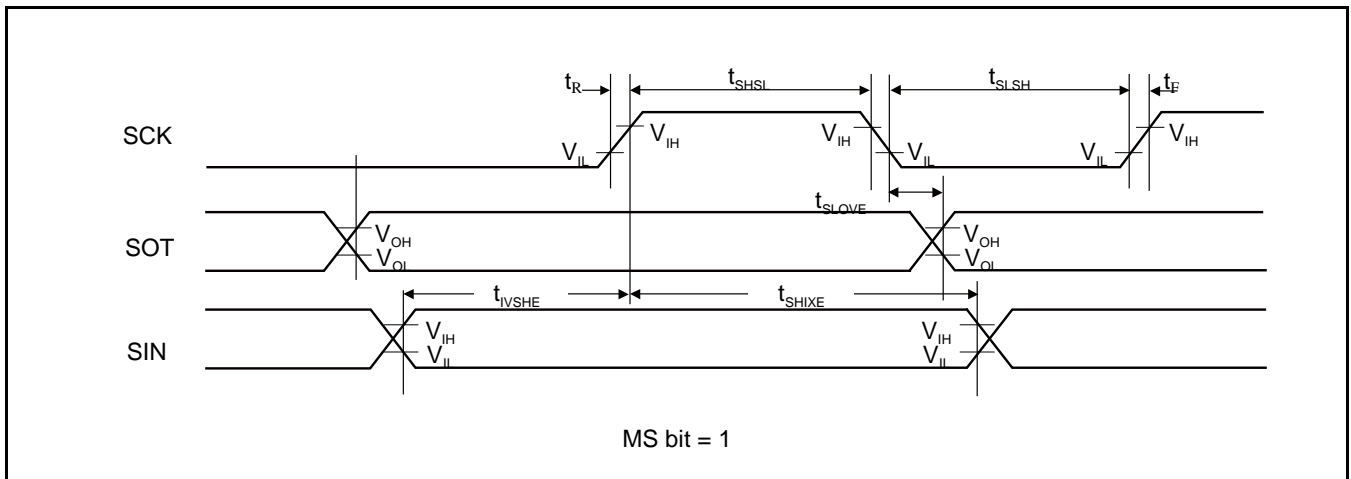 tR tSHSL tSLSH tF
SCK VIL VIH VIH VIL VIL VIH
tSLOVE
SOT VOH VOL VOH VOL
tIVSHE tSHIXE
SIN VIH VIL VIH VIL
MS bit = 1